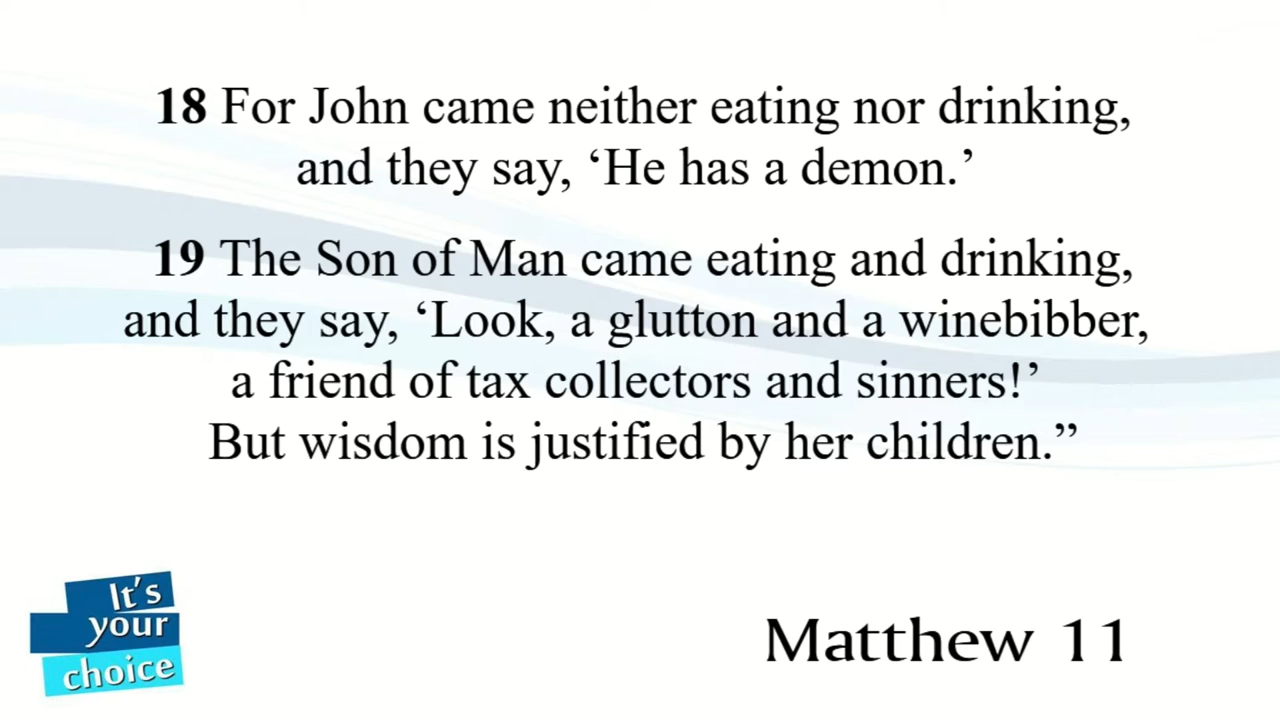 18 For John came neither eating nor drinking,
and they say, ‘He has a demon.’
19 The Son of Man came eating and drinking,
and they say, ‘Look, a glutton and a winebibber,
a friend of tax collectors and sinners!’
But wisdom is justified by her children.”
It's
your
choice
Matthew 11